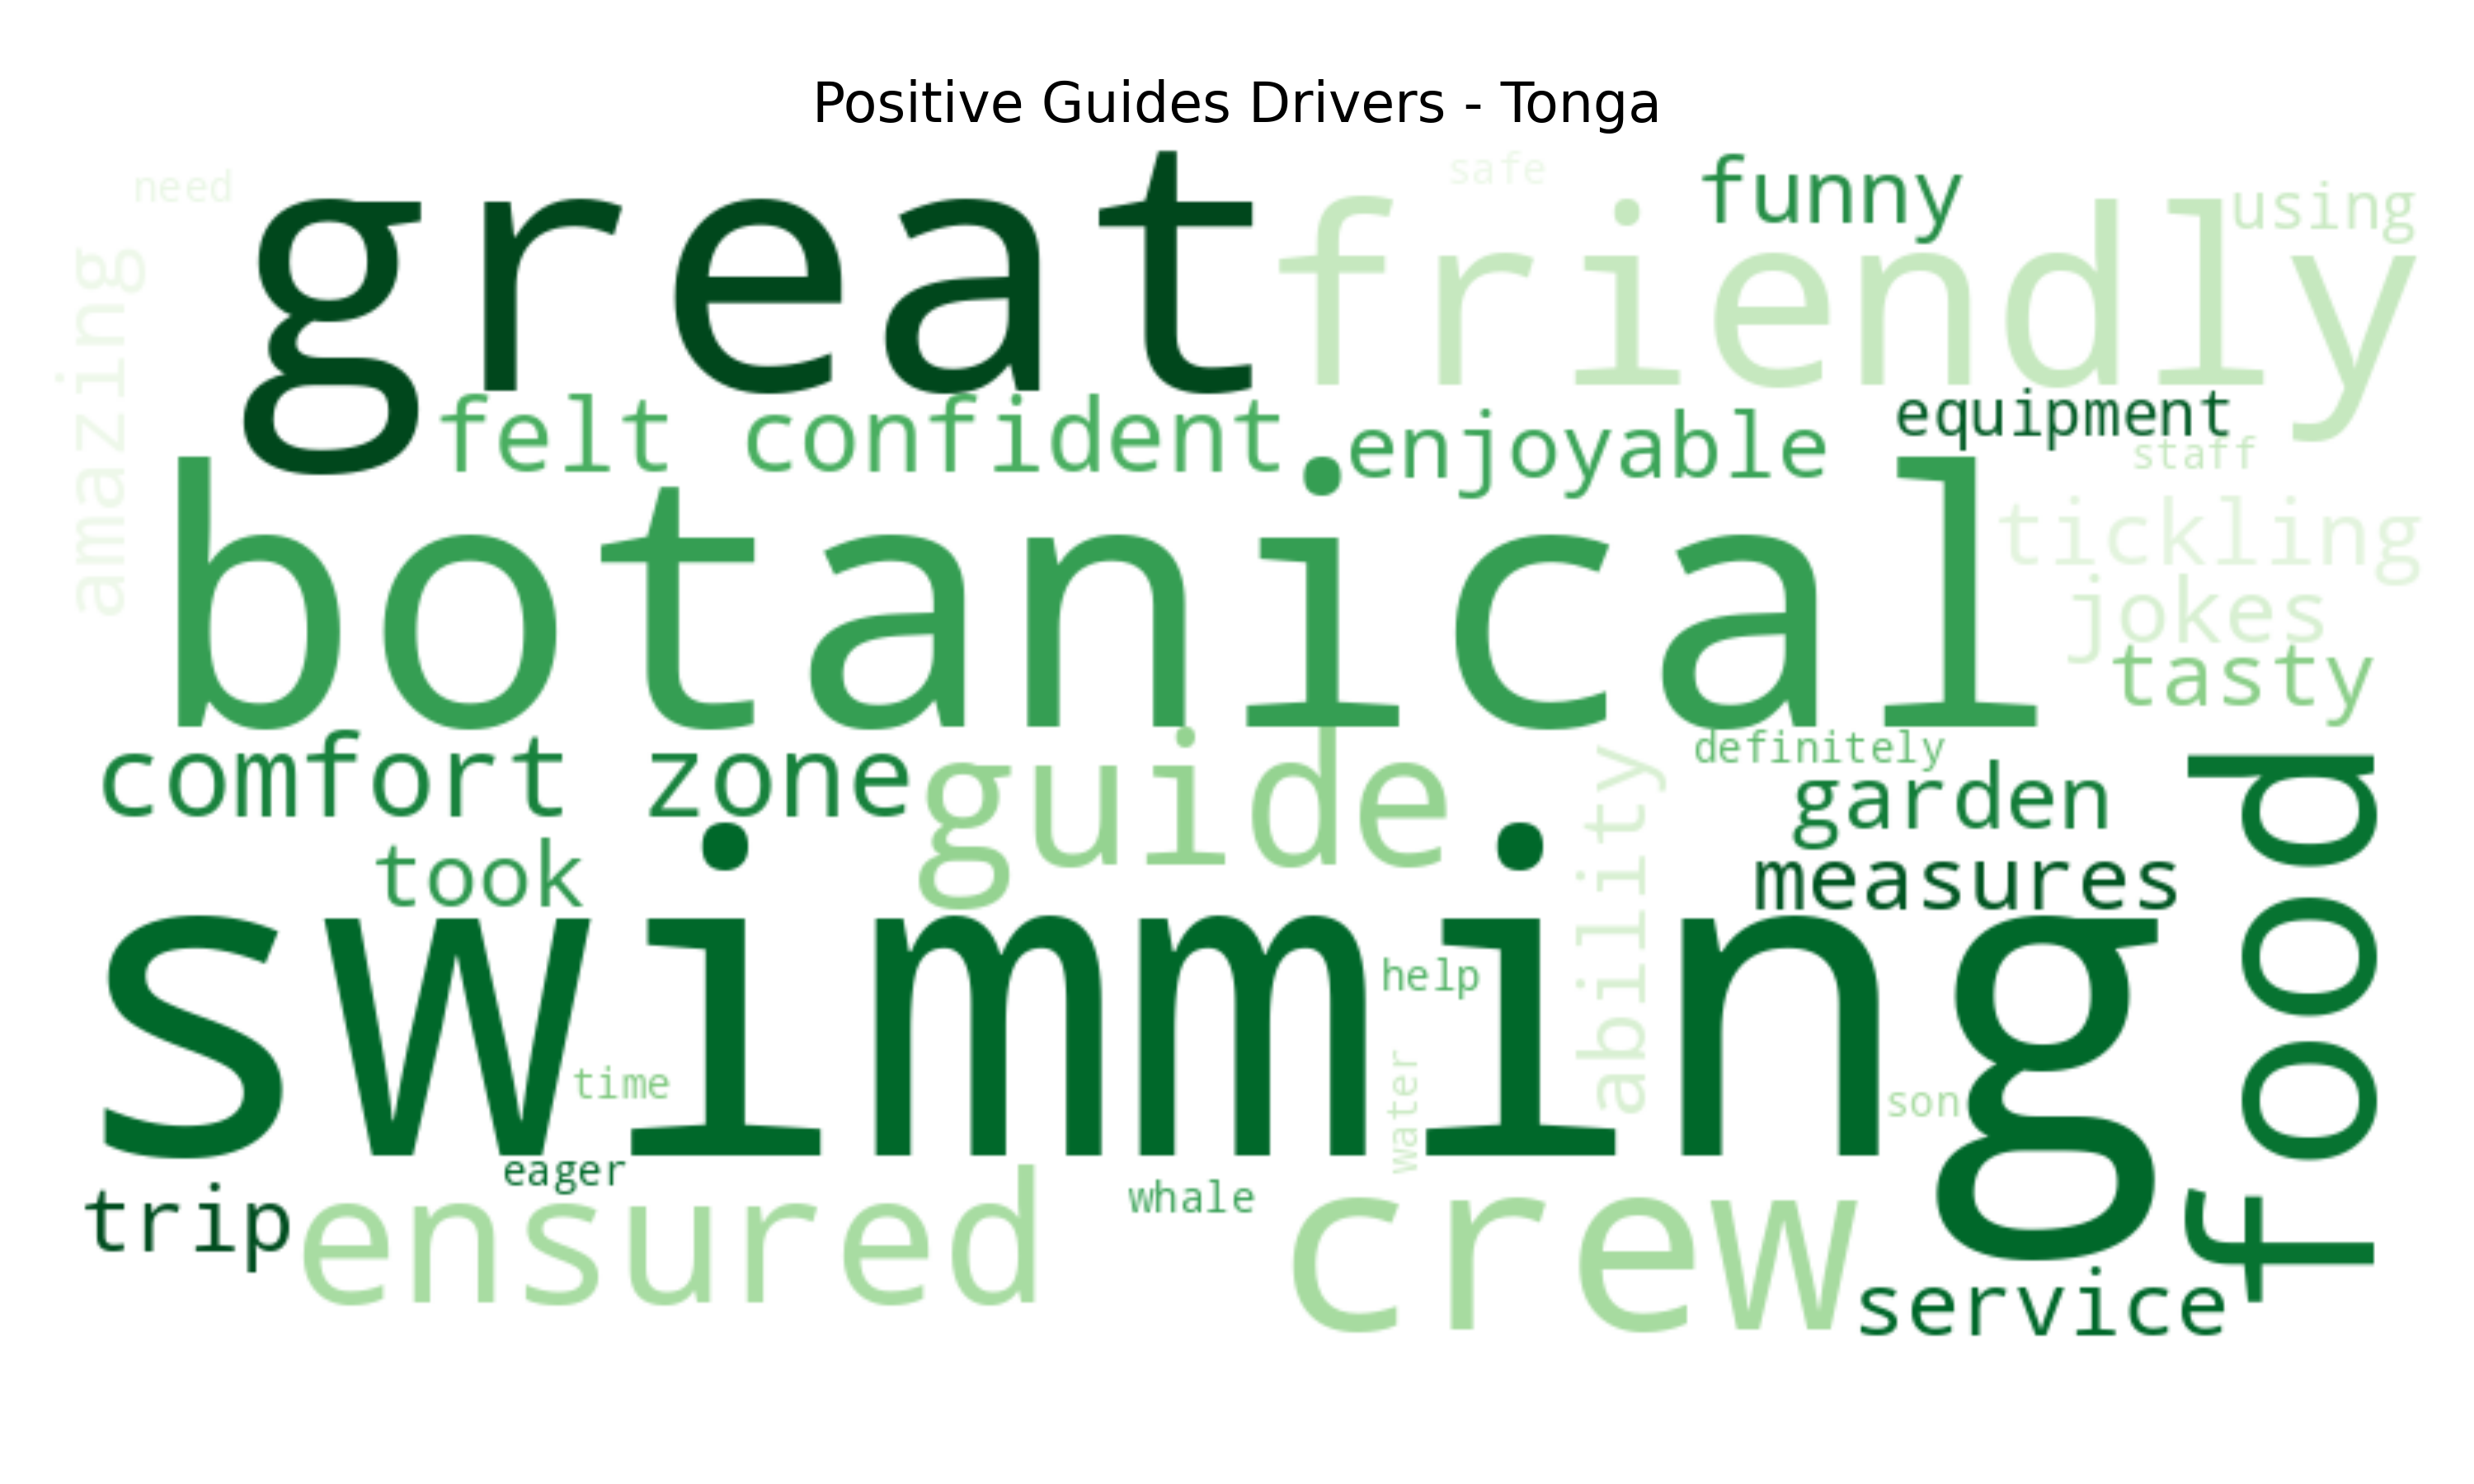 Positive Guides Drivers - Tonga
need
great
safe
funny
using
friendly
amazing
felt confident
enjoyable
equipment
staff
botanical
tickling
jokes
tasty
comfort zone
guide
definitely
garden
took
ability
measures
food
swimming
help
time
water
son
eager
trip
ensured
whale
crew
service